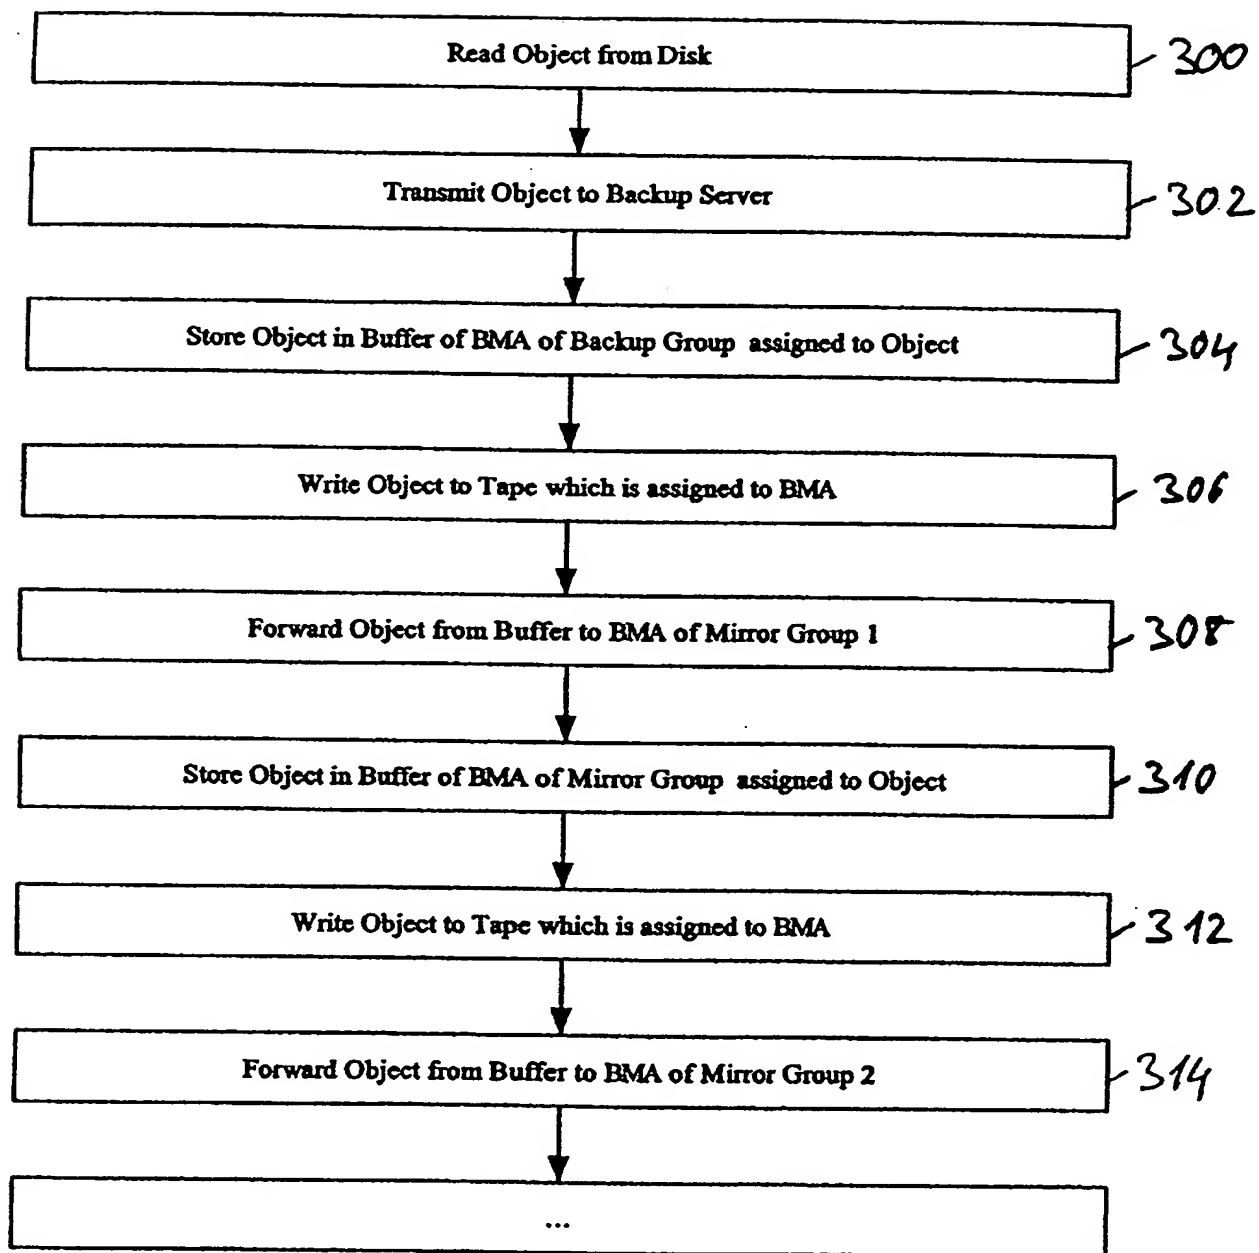 Read Object from Disk 300
Transmit Object to Backup Server 302
Store Object in Buffer of BMA of Backup Group assigned to Object 304
Write Object to Tape which is assigned to BMA 306
Forward Object from Buffer to BMA of Mirror Group 1 308
Store Object in Buffer of BMA of Mirror Group assigned to Object 310
Write Object to Tape which is assigned to BMA 312
Forward Object from Buffer to BMA of Mirror Group 2 314
...